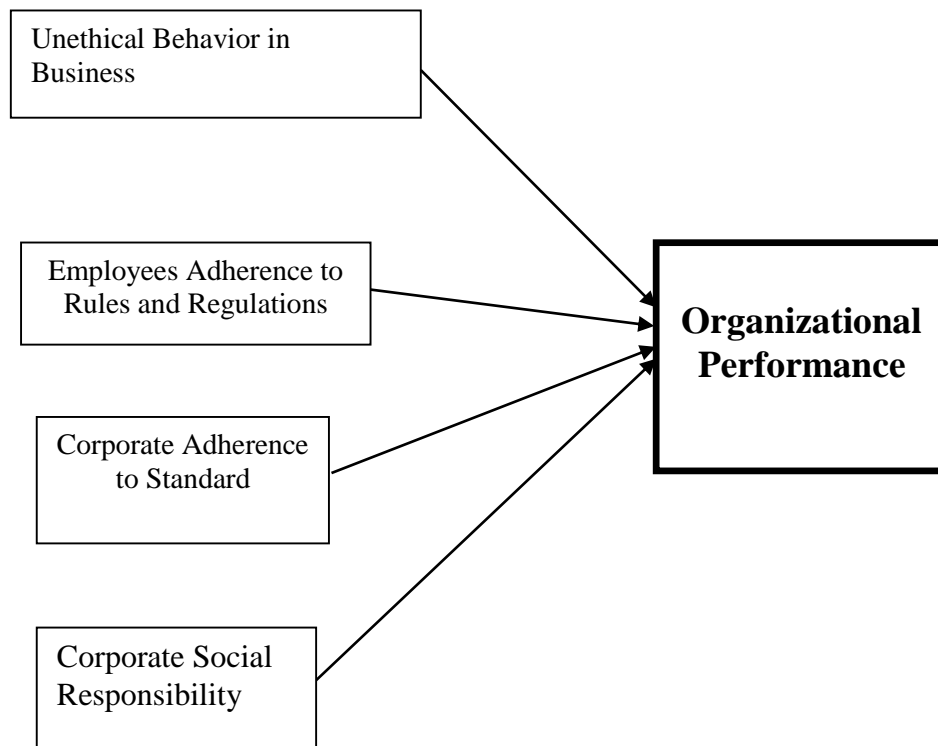 Unethical Behavior in
Business
Employees Adherence to
Rules and Regulations
Organizational
Performance
Corporate Adherence
to Standard
Corporate Social
Responsibility